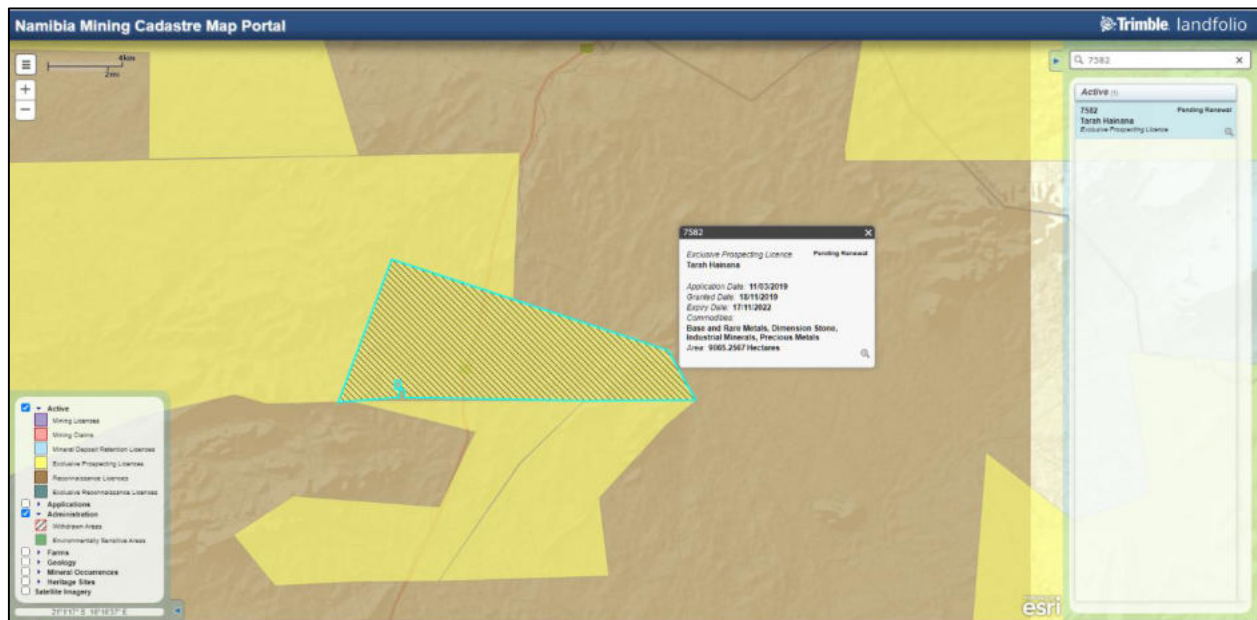 Namibia Mining Cadastre Map Portal
Trimble landfolio
4km
2mi
+
−
7582
Active (1)
7582 Pending Renewal
Tarah Hainana
Exclusive Prospecting Licence
7582
Exclusive Prospecting Licence Pending Renewal
Tarah Hainana
Application Date: 11/03/2019
Granted Date: 18/11/2019
Expiry Date: 17/11/2022
Commodities:
Base and Rare Metals, Dimension Stone,
Industrial Minerals, Precious Metals
Area: 9065.2567 Hectares
Active
Mining Licences
Mining Claims
Mineral Deposit Retention Licences
Exclusive Prospecting Licences
Reconnaissance Licences
Exclusive Reconnaissance Licences
Applications
Administration
Withdrawn Areas
Environmentally Sensitive Areas
Farms
Geology
Mineral Occurrences
Heritage Sites
Satellite Imagery
esri